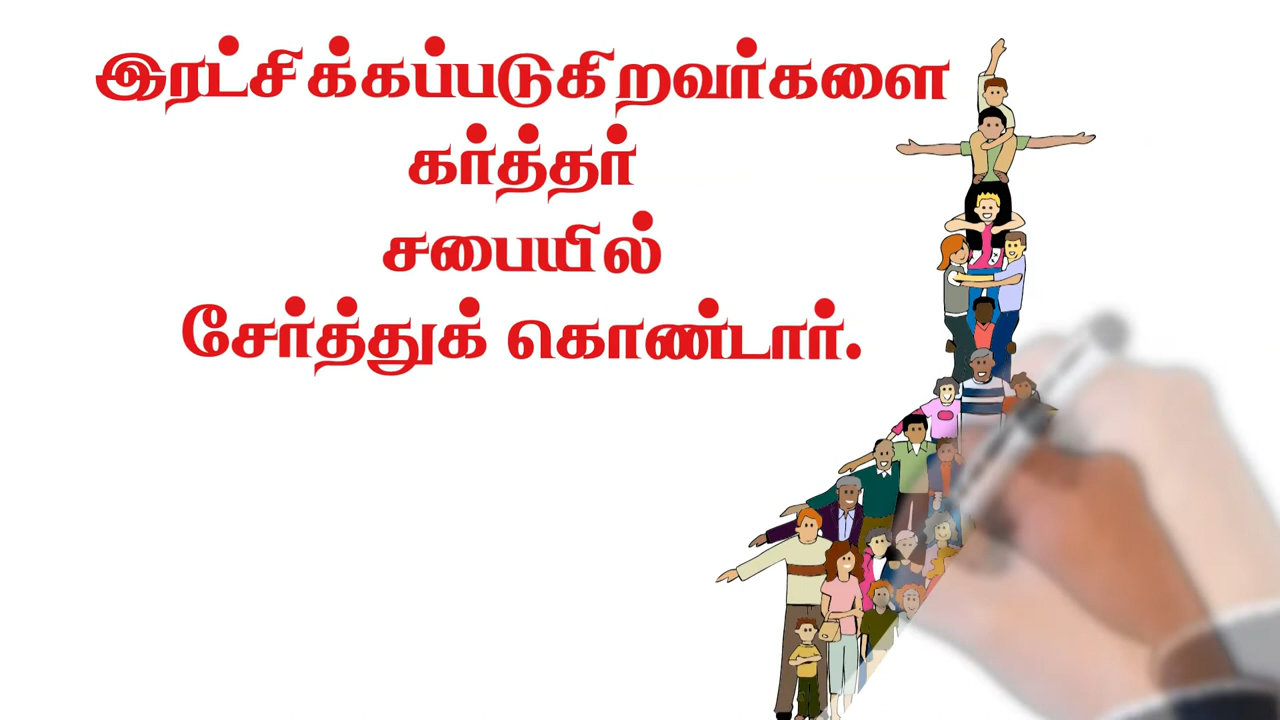 இரட்சிக்கப்படுகிறவர்களை
கர்த்தர்
சபையில்
சேர்த்துக் கொண்டார்.